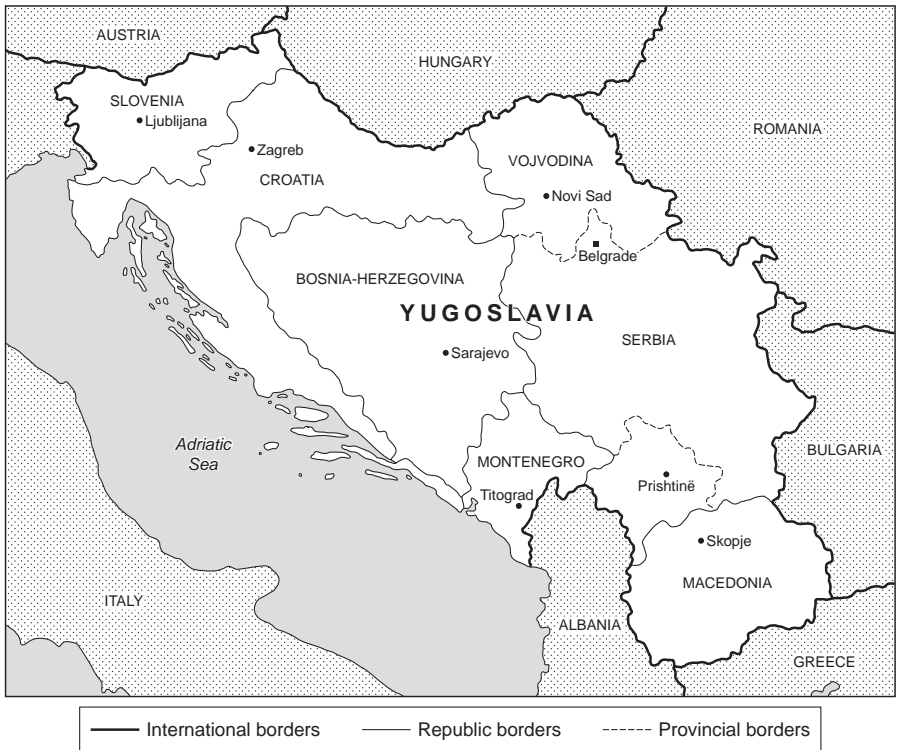 AUSTRIA
HUNGARY
SLOVENIA
Ljublijana
ROMANIA
Zagreb
VOJVODINA
CROATIA
Novi Sad
Belgrade
BOSNIA-HERZEGOVINA
YUGOSLAVIA
SERBIA
Sarajevo
Adriatic
Sea
BULGARIA
MONTENEGRO
Prishtinë
Titograd
Skopje
MACEDONIA
ITALY
ALBANIA
GREECE
International borders
Republic borders
Provincial borders